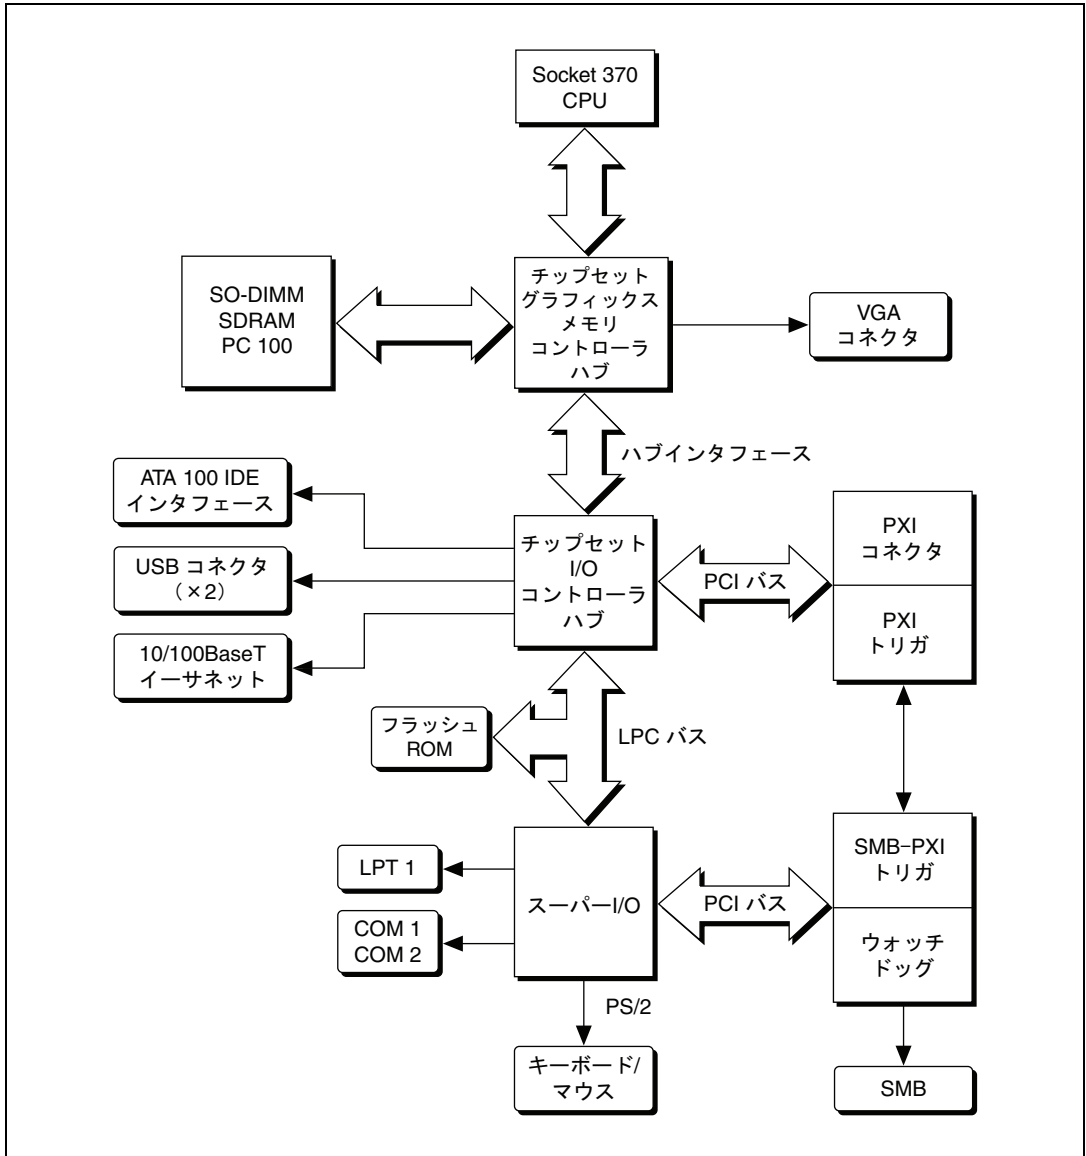 Socket 370
CPU
SO-DIMM
SDRAM
PC 100
チップセット
グラフィックス
メモリ
コントローラ
ハブ
VGA
コネクタ
ハブインタフェース
ATA 100 IDE
インタフェース
USB コネクタ
(×2)
10/100BaseT
イーサネット
チップセット
I/O
コントローラ
ハブ
PCI バス
PXI
コネクタ
PXI
トリガ
フラッシュ
ROM
LPC バス
LPT 1
COM 1
COM 2
スーパーI/O
PCI バス
SMB−PXI
トリガ
ウォッチ
ドッグ
PS/2
キーボード/
マウス
SMB